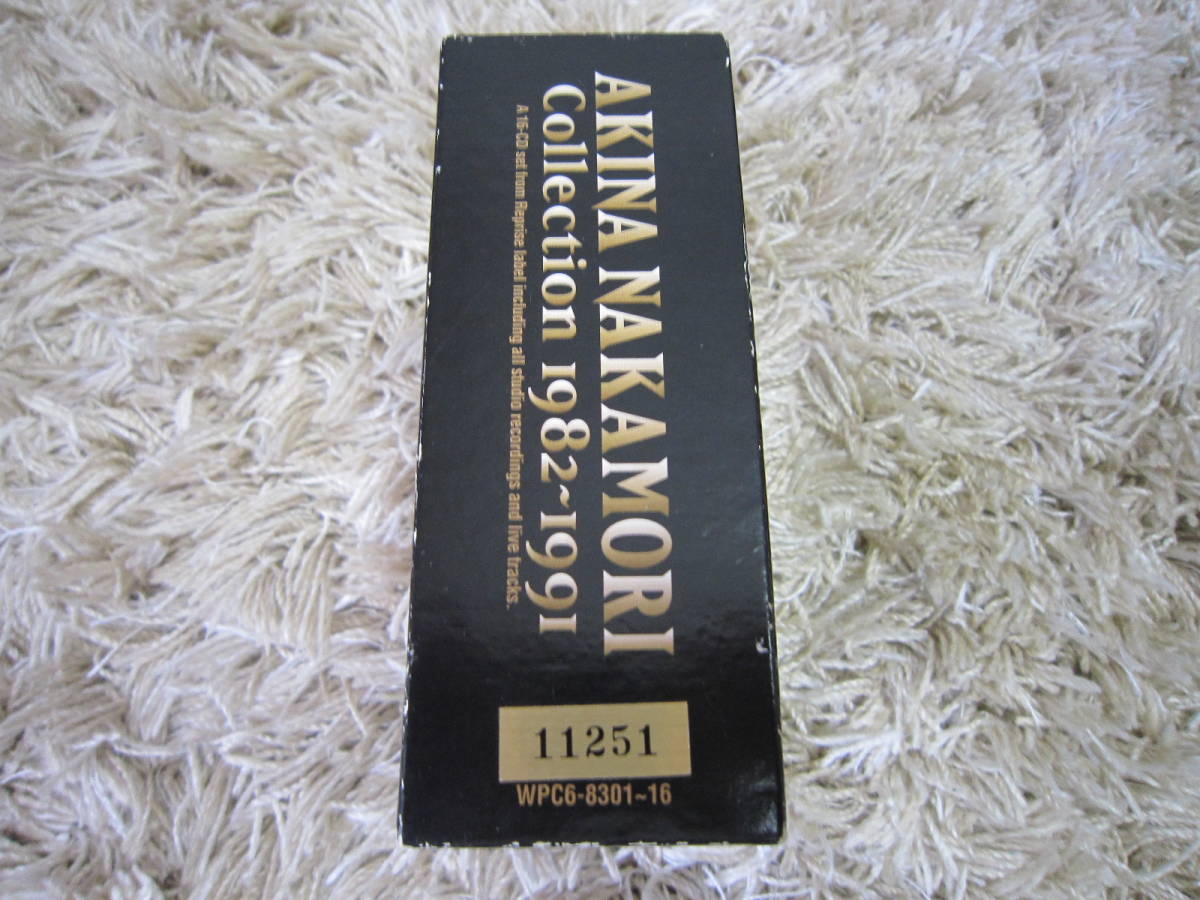 AKINA NAKAMORI
Collection 1982~1991
A 16-CD set from Reprise label including all studio recordings and live tracks.
11251
WPC6-8301~16